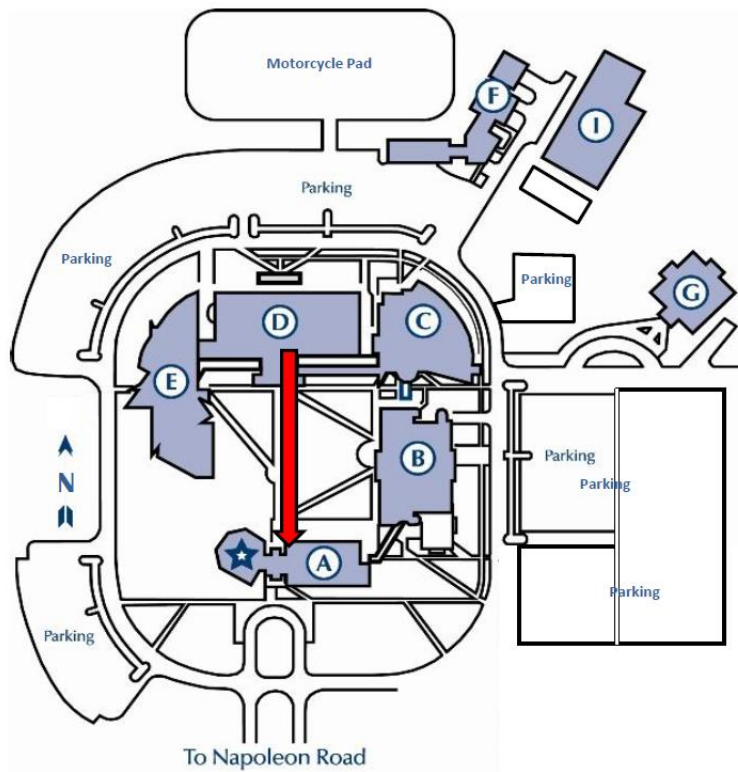 Motorcycle Pad
F
I
Parking
Parking
Parking
G
D
C
E
Parking
Parking
N
B
A
Parking
Parking
To Napoleon Road